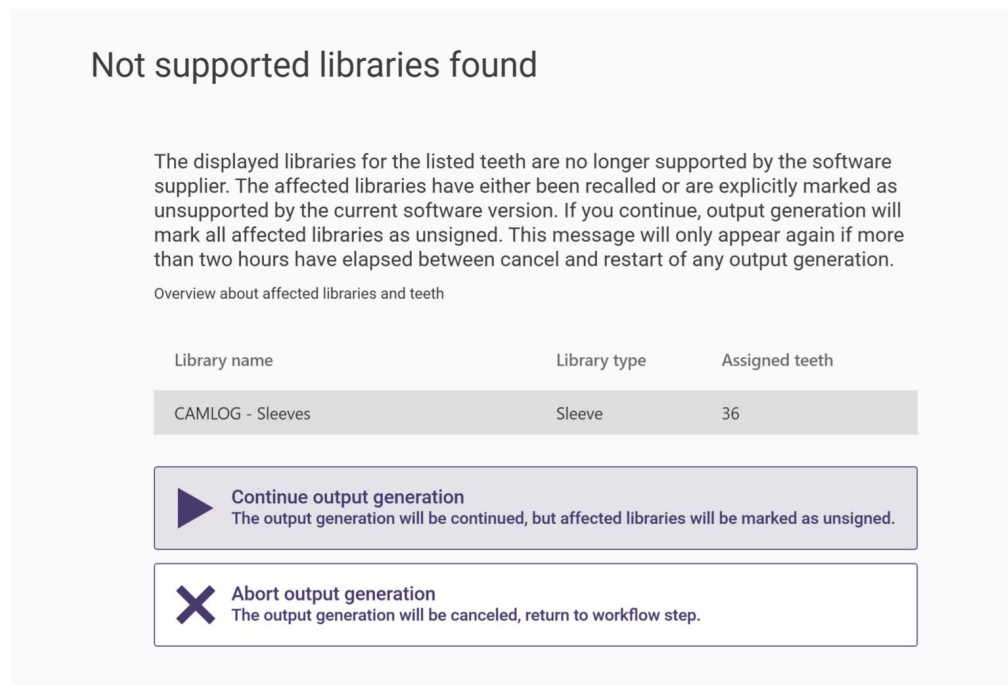 Not supported libraries found
The displayed libraries for the listed teeth are no longer supported by the software
supplier. The affected libraries have either been recalled or are explicitly marked as
unsupported by the current software version. If you continue, output generation will
mark all affected libraries as unsigned. This message will only appear again if more
than two hours have elapsed between cancel and restart of any output generation.
Overview about affected libraries and teeth
Library name Library type Assigned teeth
CAMLOG - Sleeves Sleeve 36
Continue output generation
The output generation will be continued, but affected libraries will be marked as unsigned.
Abort output generation
The output generation will be canceled, return to workflow step.